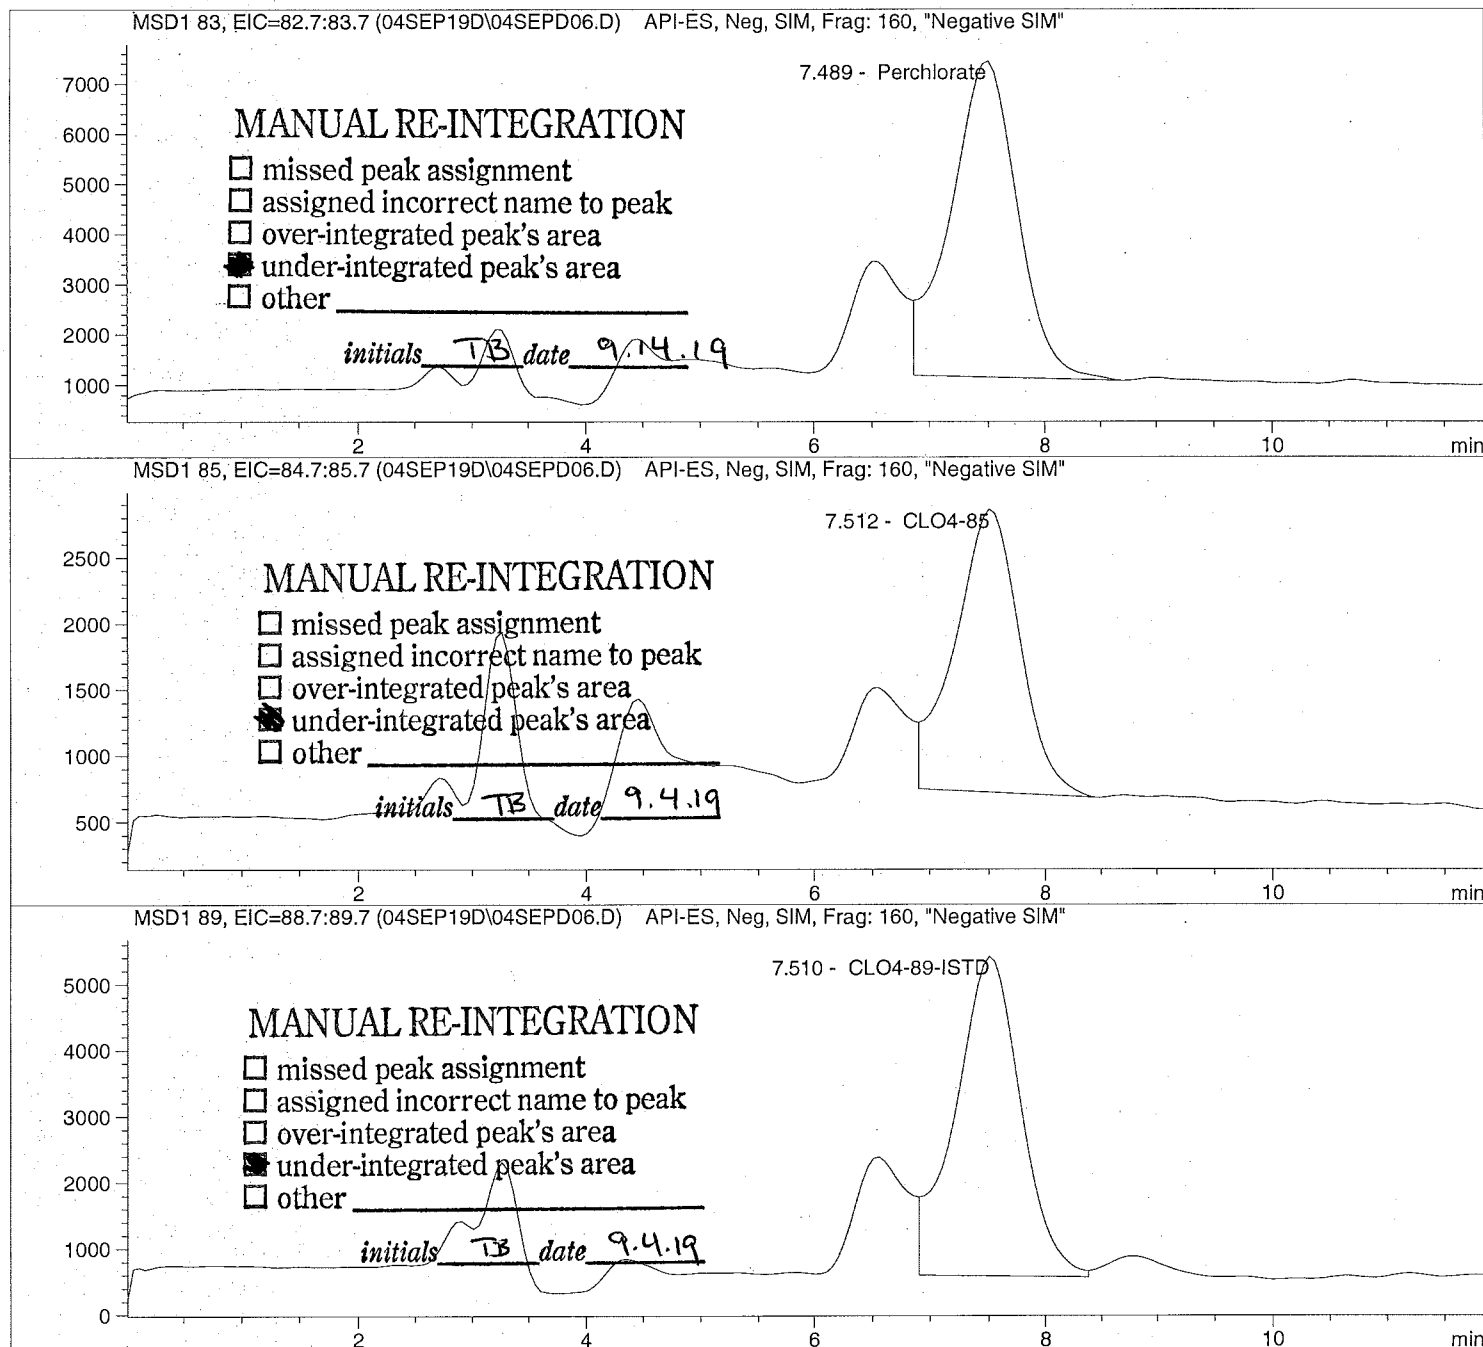 MSD1 83, EIC=82.7:83.7 (04SEP19D\04SEPD06.D) API-ES, Neg, SIM, Frag: 160, "Negative SIM"
7.489 - Perchlorate
7000
6000
5000
4000
3000
2000
1000
MANUAL RE-INTEGRATION
missed peak assignment
assigned incorrect name to peak
over-integrated peak's area
under-integrated peak's area
other
initials TB date 9.14.19
2 4 6 8 10 min
MSD1 85, EIC=84.7:85.7 (04SEP19D\04SEPD06.D) API-ES, Neg, SIM, Frag: 160, "Negative SIM"
7.512 - CLO4-85
2500
2000
1500
1000
500
MANUAL RE-INTEGRATION
missed peak assignment
assigned incorrect name to peak
over-integrated peak's area
under-integrated peak's area
other
initials TB date 9.4.19
2 4 6 8 10 min
MSD1 89, EIC=88.7:89.7 (04SEP19D\04SEPD06.D) API-ES, Neg, SIM, Frag: 160, "Negative SIM"
7.510 - CLO4-89-ISTD
5000
4000
3000
2000
1000
0
MANUAL RE-INTEGRATION
missed peak assignment
assigned incorrect name to peak
over-integrated peak's area
under-integrated peak's area
other
initials TB date 9.4.19
2 4 6 8 10 min